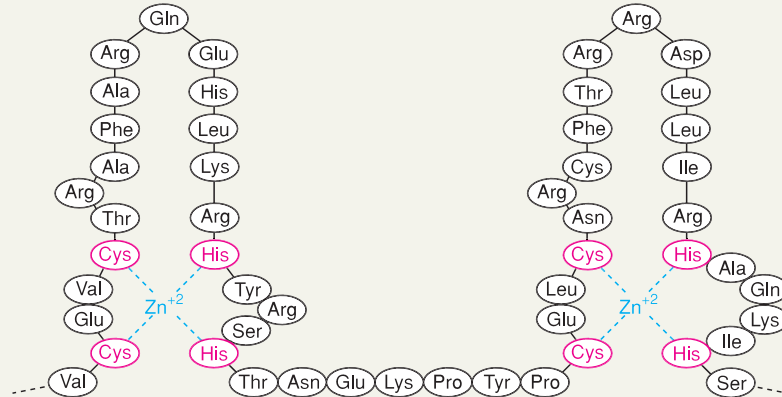 Gln Arg
Arg Glu Arg Asp
Ala His Thr Leu
Phe Leu Phe Leu
Ala Lys Cys Ile
Arg Arg
Thr Arg Asn Arg
Cys His Cys His
Ala
Val Tyr Leu Gln
Zn+2 Arg Zn+2
Glu Ser Glu Lys
Ile
Cys His Cys His
Val Thr Asn Glu Lys Pro Tyr Pro Ser